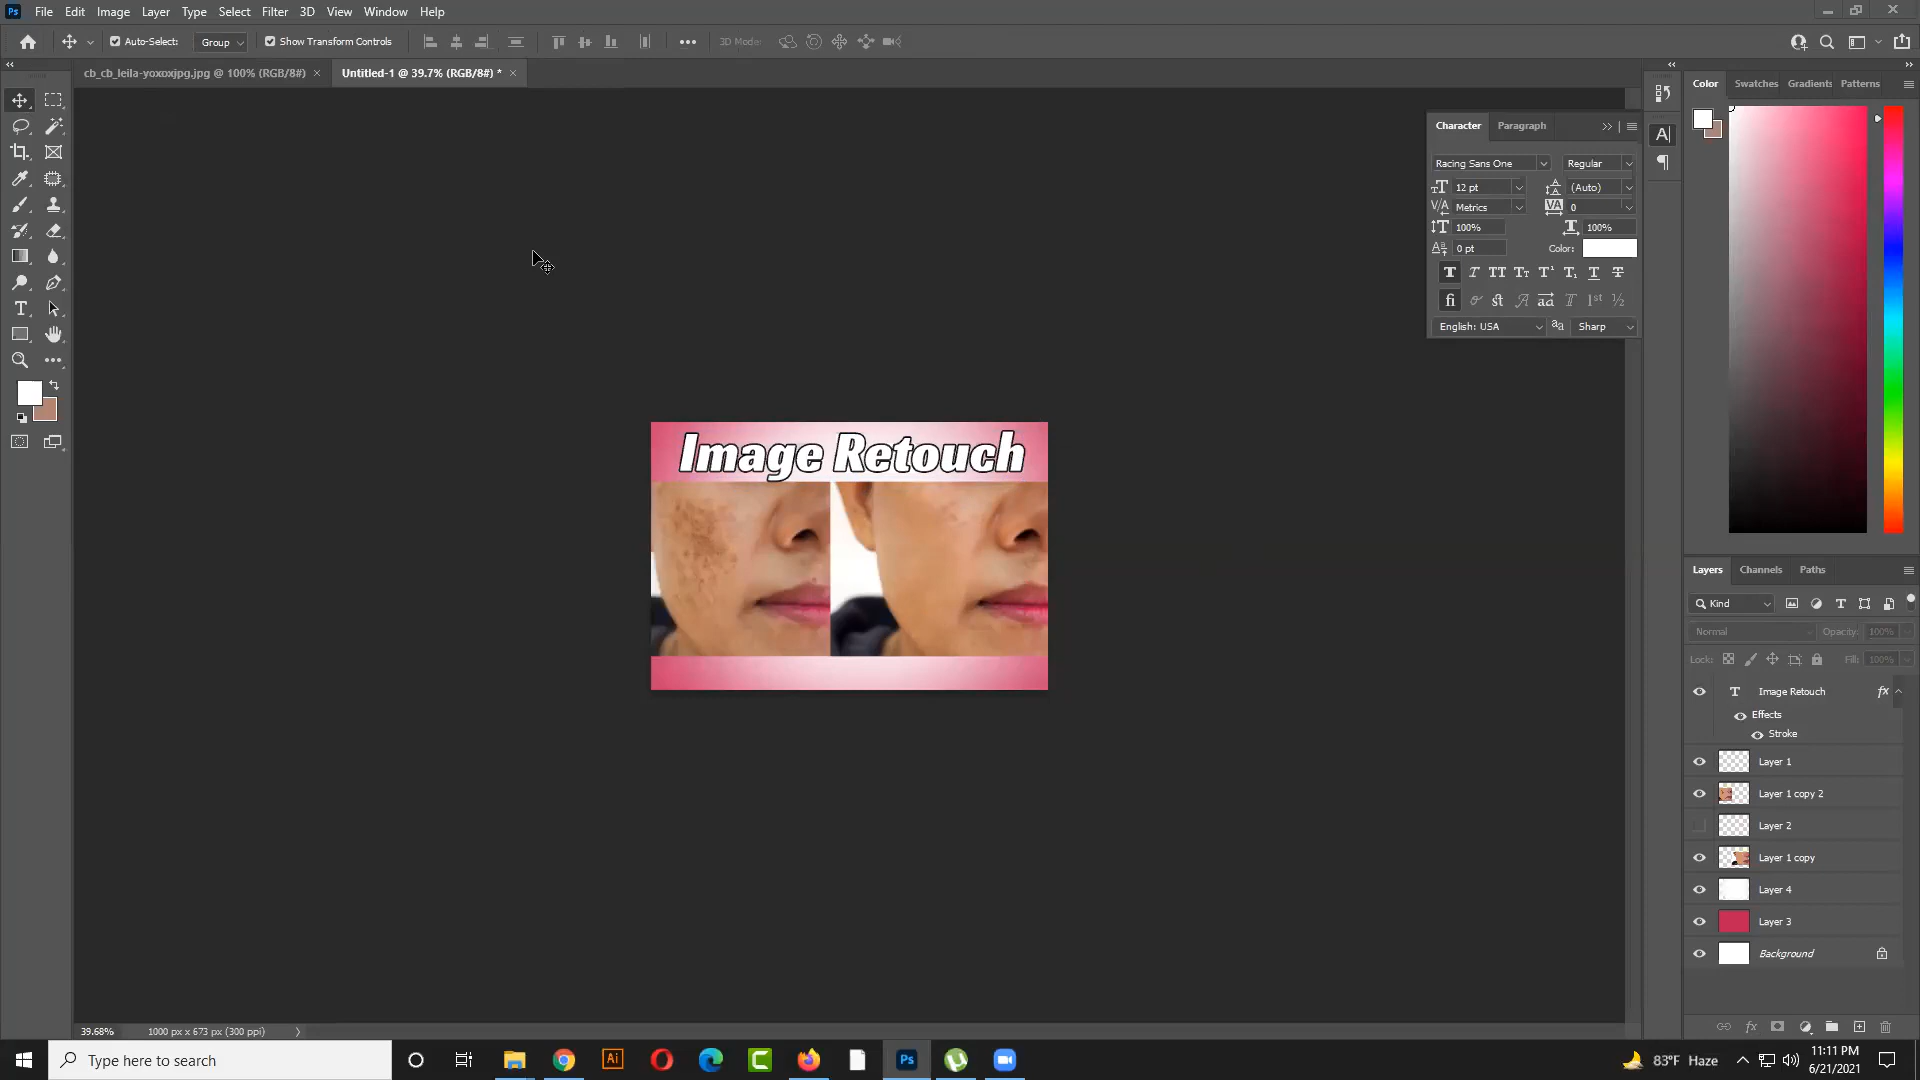 Ps File Edit Image Layer Type Select Filter 3D View Window Help
Auto-Select: Group Show Transform Controls 3D Mode:
cb_cb_leila-yoxoxjpg.jpg @ 100% (RGB/8#) × Untitled-1 @ 39.7% (RGB/8#) * ×
Color Swatches Gradients Patterns
Character Paragraph
Racing Sans One Regular
12 pt (Auto)
Metrics 0
100% 100%
0 pt Color:
English: USA aa Sharp
Image Retouch
Layers Channels Paths
Kind
Normal Opacity: 100%
Lock: Fill: 100%
Image Retouch fx
Effects
Stroke
Layer 1
Layer 1 copy 2
Layer 2
Layer 1 copy
Layer 4
Layer 3
Background
39.68% 1000 px x 673 px (300 ppi)
Type here to search
Ai Ps
83°F Haze
11:11 PM
6/21/2021